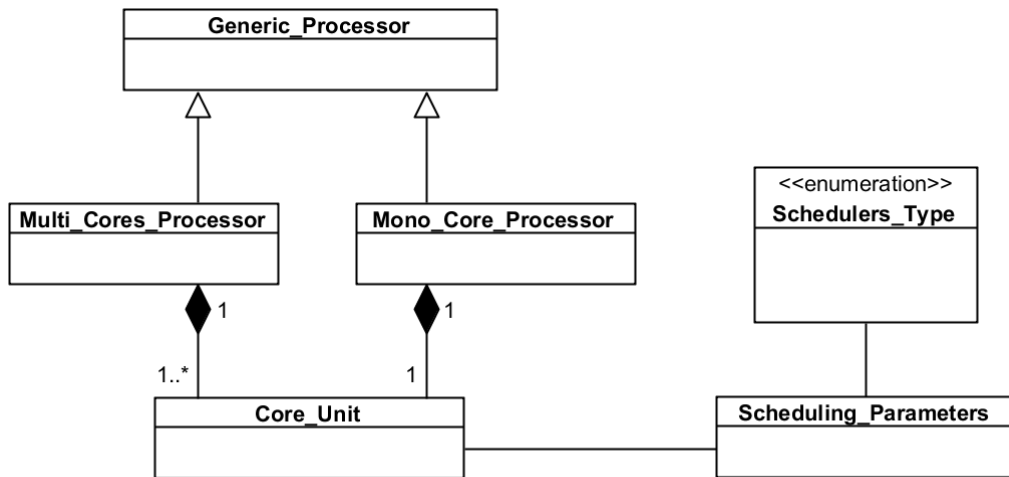 Generic_Processor
<<enumeration>>
Schedulers_Type
Multi_Cores_Processor
Mono_Core_Processor
1
1
1..*
1
Core_Unit
Scheduling_Parameters